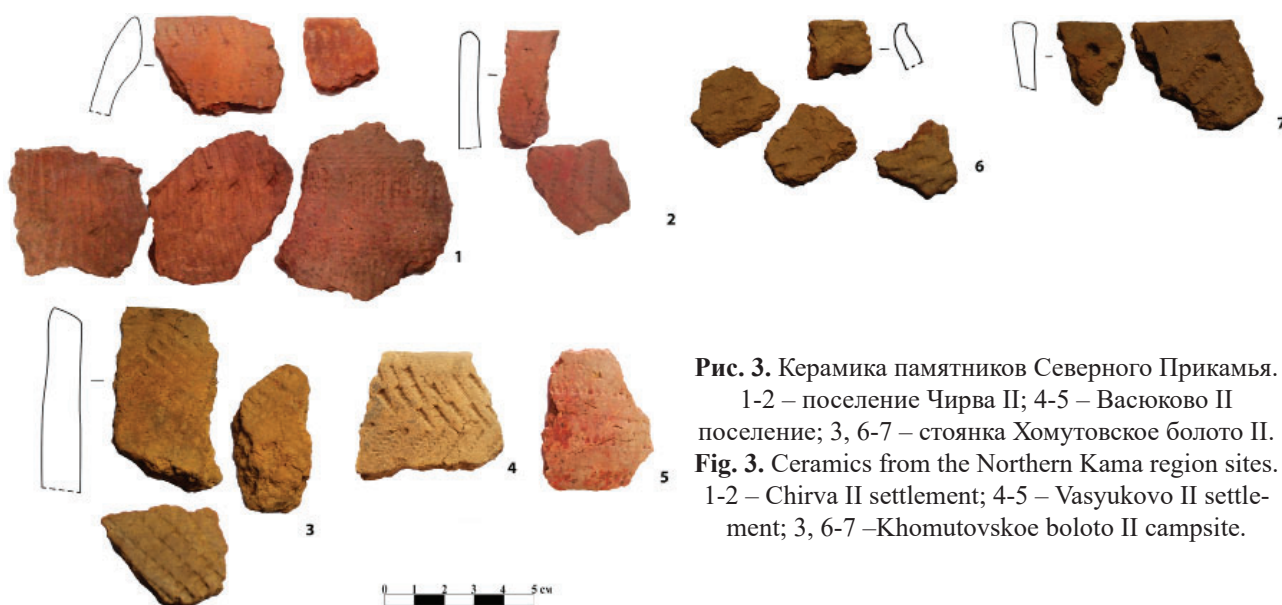 1
2
6
7
3
4
5
0 1 2 3 4 5 см
Рис. 3. Керамика памятников Северного Прикамья.
1-2 – поселение Чирва II; 4-5 – Васюково II
поселение; 3, 6-7 – стоянка Хомутовское болото II.
Fig. 3. Ceramics from the Northern Kama region sites.
1-2 – Chirva II settlement; 4-5 – Vasyukovo II settle-
ment; 3, 6-7 –Khomutovskoe boloto II campsite.